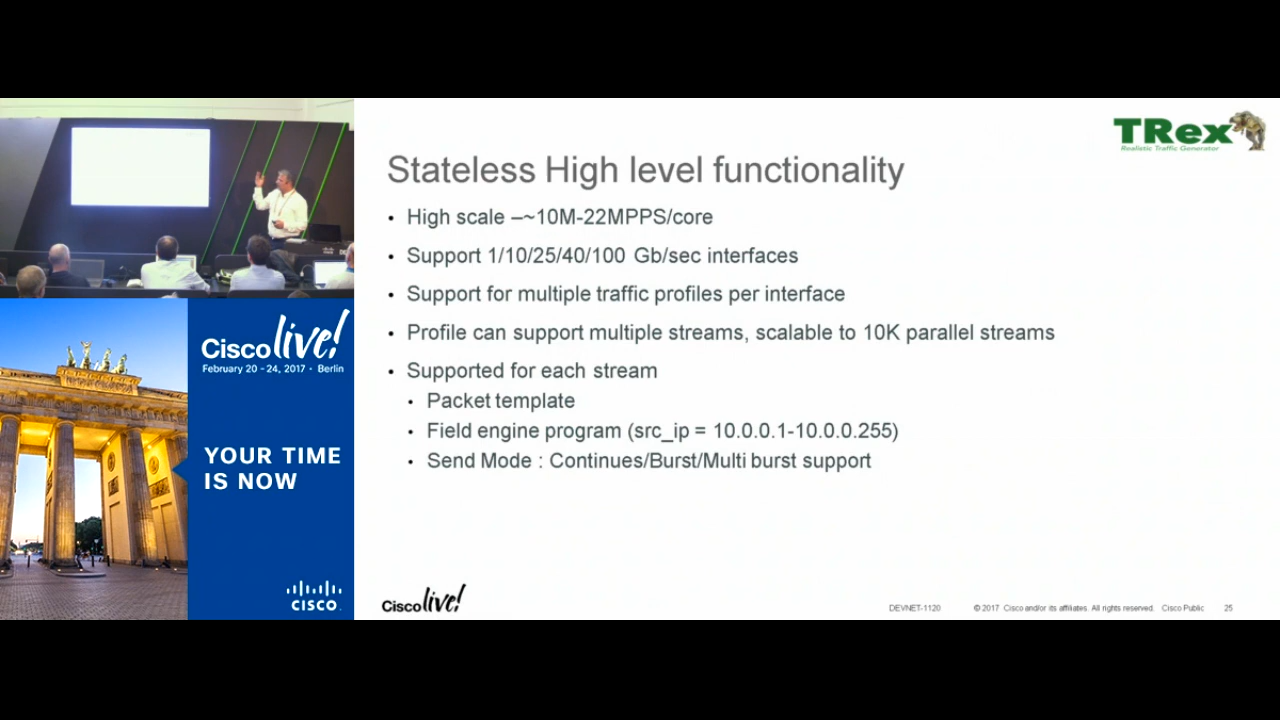 TRex
Realistic Traffic Generator
Stateless High level functionality
• High scale –~10M-22MPPS/core
• Support 1/10/25/40/100 Gb/sec interfaces
• Support for multiple traffic profiles per interface
• Profile can support multiple streams, scalable to 10K parallel streams
• Supported for each stream
• Packet template
• Field engine program (src_ip = 10.0.0.1-10.0.0.255)
• Send Mode : Continues/Burst/Multi burst support
Cisco live!
February 20 - 24, 2017 • Berlin
YOUR TIME
IS NOW
CISCO
Cisco live!
DEVNET-1120 © 2017 Cisco and/or its affiliates. All rights reserved. Cisco Public 25